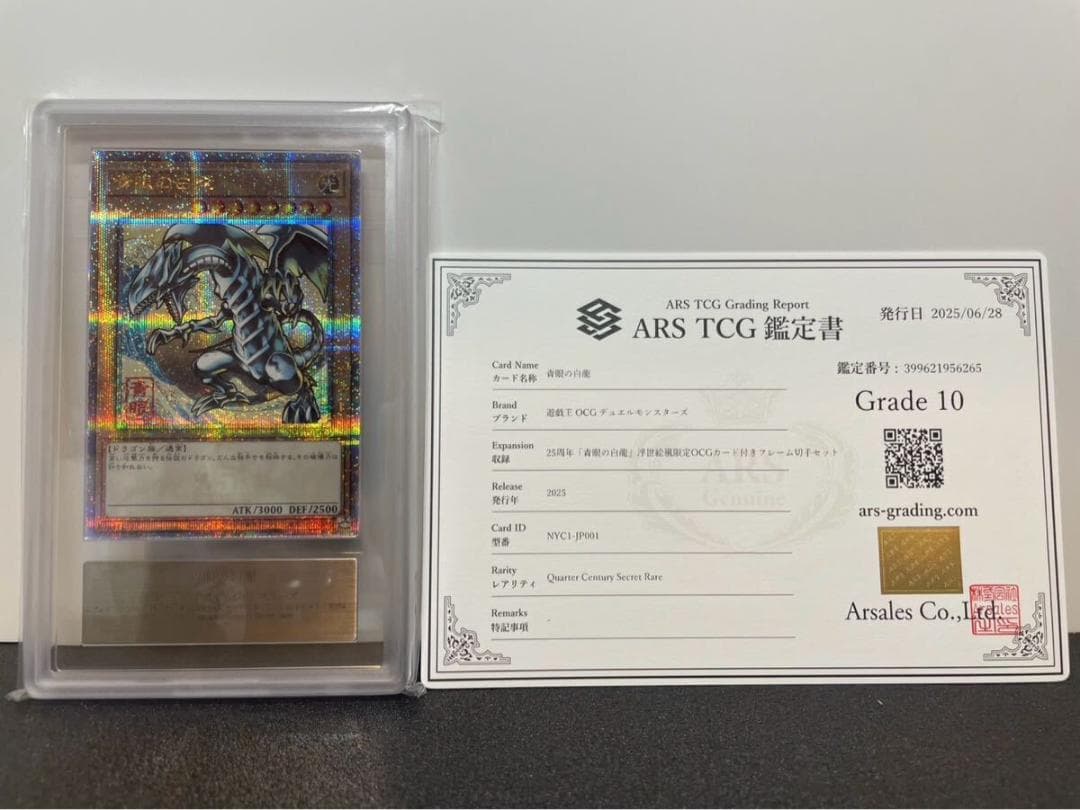 ATK/3000 DEF/2500
ARS TCG Grading Report
ARS TCG 鑑定書
発行日 2025/06/28
鑑定番号 : 399621956265
Grade 10
Card Name
カード名称
青眼の白龍
Brand
ブランド
遊戯王 OCG デュエルモンスターズ
Expansion
収録
25周年「青眼の白龍」浮世絵風限定OCGカード付きフレーム切手セット
Release
発行年
2025
Card ID
型番
NYC1-JP001
Rarity
レアリティ
Quarter Century Secret Rare
Remarks
特記事項
ARS
Genuine
ars-grading.com
Arsales Co.,Ltd.